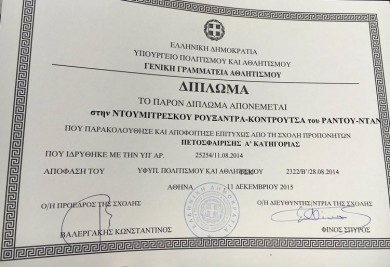 ΕΛΛΗΝΙΚΗ ΔΗΜΟΚΡΑΤΙΑ
ΥΠΟΥΡΓΕΙΟ ΠΟΛΙΤΙΣΜΟΥ ΚΑΙ ΑΘΛΗΤΙΣΜΟΥ
ΓΕΝΙΚΗ ΓΡΑΜΜΑΤΕΙΑ ΑΘΛΗΤΙΣΜΟΥ
ΔΙΠΛΩΜΑ
ΤΟ ΠΑΡΟΝ ΔΙΠΛΩΜΑ ΑΠΟΝΕΜΕΤΑΙ
στην ΝΤΟΥΜΙΤΡΕΣΚΟΥ ΡΟΥΞΑΝΤΡΑ-ΚΟΝΤΡΟΥΤΣΑ του ΡΑΝΤΟΥ-ΝΤΑΝ
ΠΟΥ ΠΑΡΑΚΟΛΟΥΘΗΣΕ ΚΑΙ ΑΠΟΦΟΙΤΗΣΕ ΕΠΙΤΥΧΩΣ ΑΠΟ ΤΗ ΣΧΟΛΗ ΠΡΟΠΟΝΗΤΩΝ
ΠΕΤΟΣΦΑΙΡΙΣΗΣ Α' ΚΑΤΗΓΟΡΙΑΣ
ΠΟΥ ΙΔΡΥΘΗΚΕ ΜΕ ΤΗΝ ΥΠ' ΑΡ. 25254/11.08.2014
ΑΠΟΦΑΣΗ ΤΟΥ ΥΦΥΠ. ΠΟΛΙΤΙΣΜΟΥ ΚΑΙ ΑΘΛΗΤΙΣΜΟΥ 2322/Β'/28.08.2014
ΑΘΗΝΑ 11 ΔΕΚΕΜΒΡΙΟΥ 2015
Ο/Η ΠΡΟΕΔΡΟΣ ΤΗΣ ΣΧΟΛΗΣ
Ο/Η ΔΙΕΥΘΥΝΤΗΣ/ΝΤΡΙΑ ΤΗΣ ΣΧΟΛΗΣ
ΒΑΛΕΡΓΑΚΗΣ ΚΩΝΣΤΑΝΤΙΝΟΣ
ΦΙΝΟΣ ΣΠΥΡΟΣ